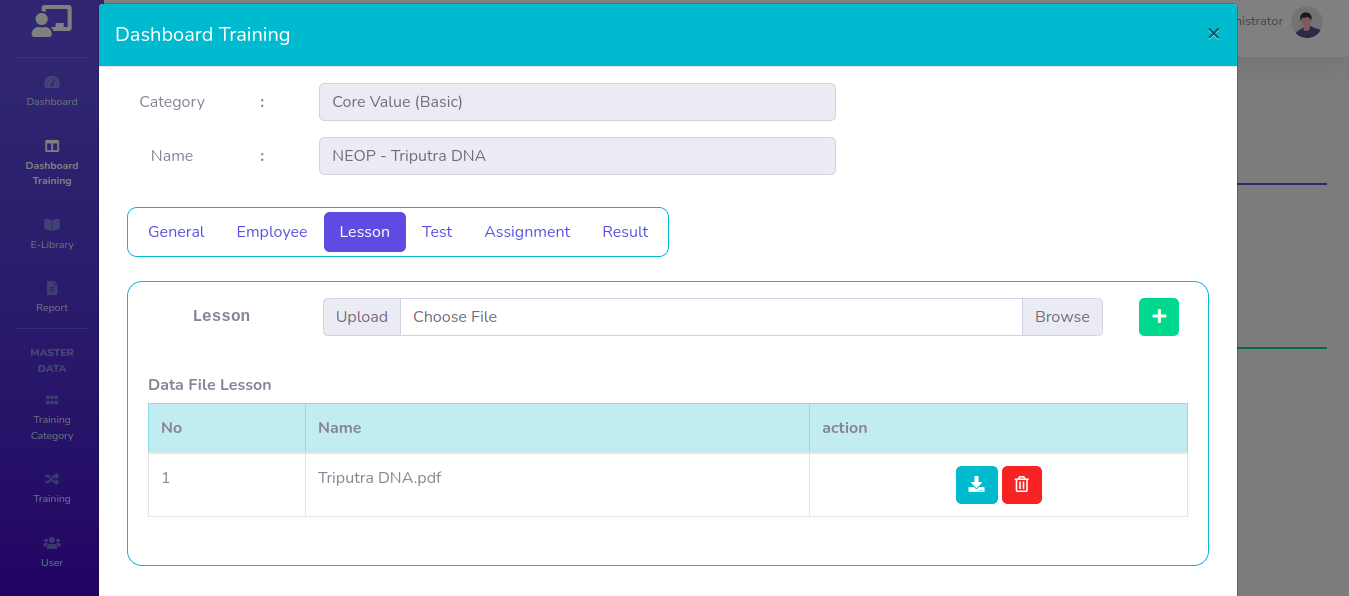 Dashboard Training
×
nistrator
Dashboard
Dashboard
Training
E-Library
Report
MASTER
DATA
Training
Category
Training
User
Category :
Core Value (Basic)
Name :
NEOP - Triputra DNA
General Employee Lesson Test Assignment Result
Lesson Upload Choose File Browse
Data File Lesson
No Name action
1 Triputra DNA.pdf